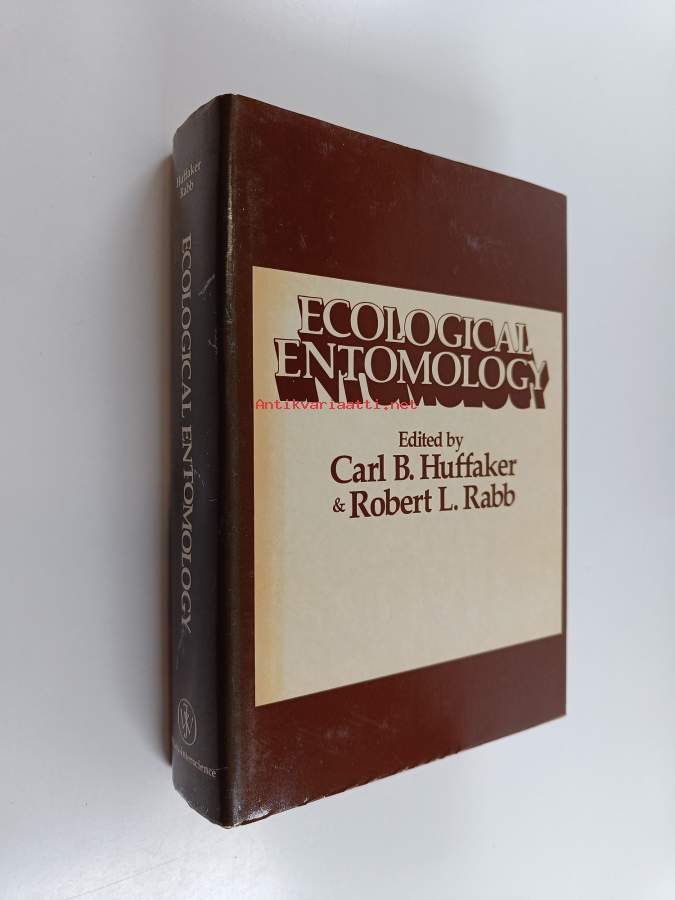 Huffaker
Rabb
ECOLOGICAL ENTOMOLOGY
ECOLOGICAL
ENTOMOLOGY
Antikvariaatti.net
Edited by
Carl B. Huffaker
& Robert L. Rabb